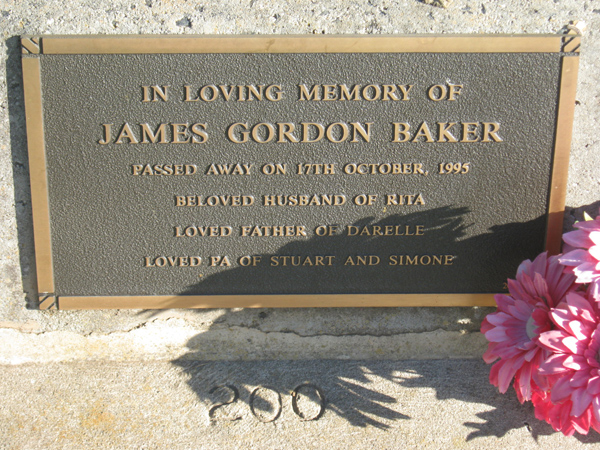 IN LOVING MEMORY OF
JAMES GORDON BAKER
PASSED AWAY ON 17TH OCTOBER, 1995
BELOVED HUSBAND OF RITA
LOVED FATHER OF DARELLE
LOVED PA OF STUART AND SIMONE
200